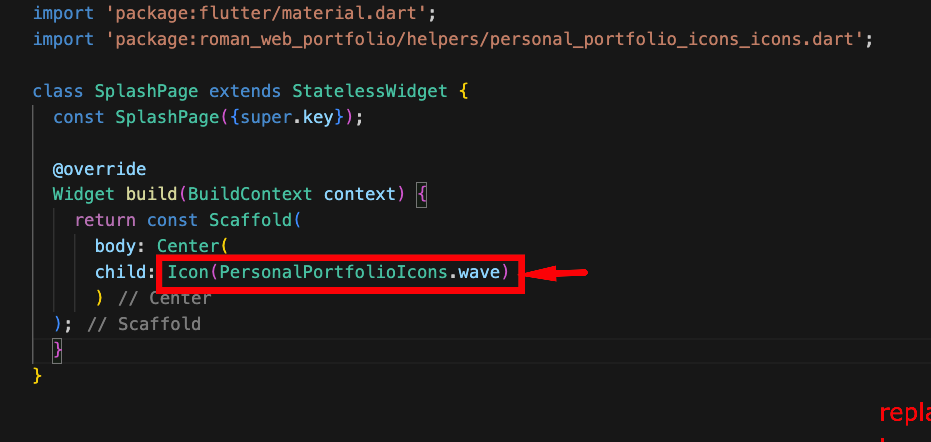 import 'package:flutter/material.dart';
import 'package:roman_web_portfolio/helpers/personal_portfolio_icons_icons.dart';
class SplashPage extends StatelessWidget {
const SplashPage({super.key});
@override
Widget build(BuildContext context) {
return const Scaffold(
body: Center(
child: Icon(PersonalPortfolioIcons.wave)
) // Center
); // Scaffold
}
}